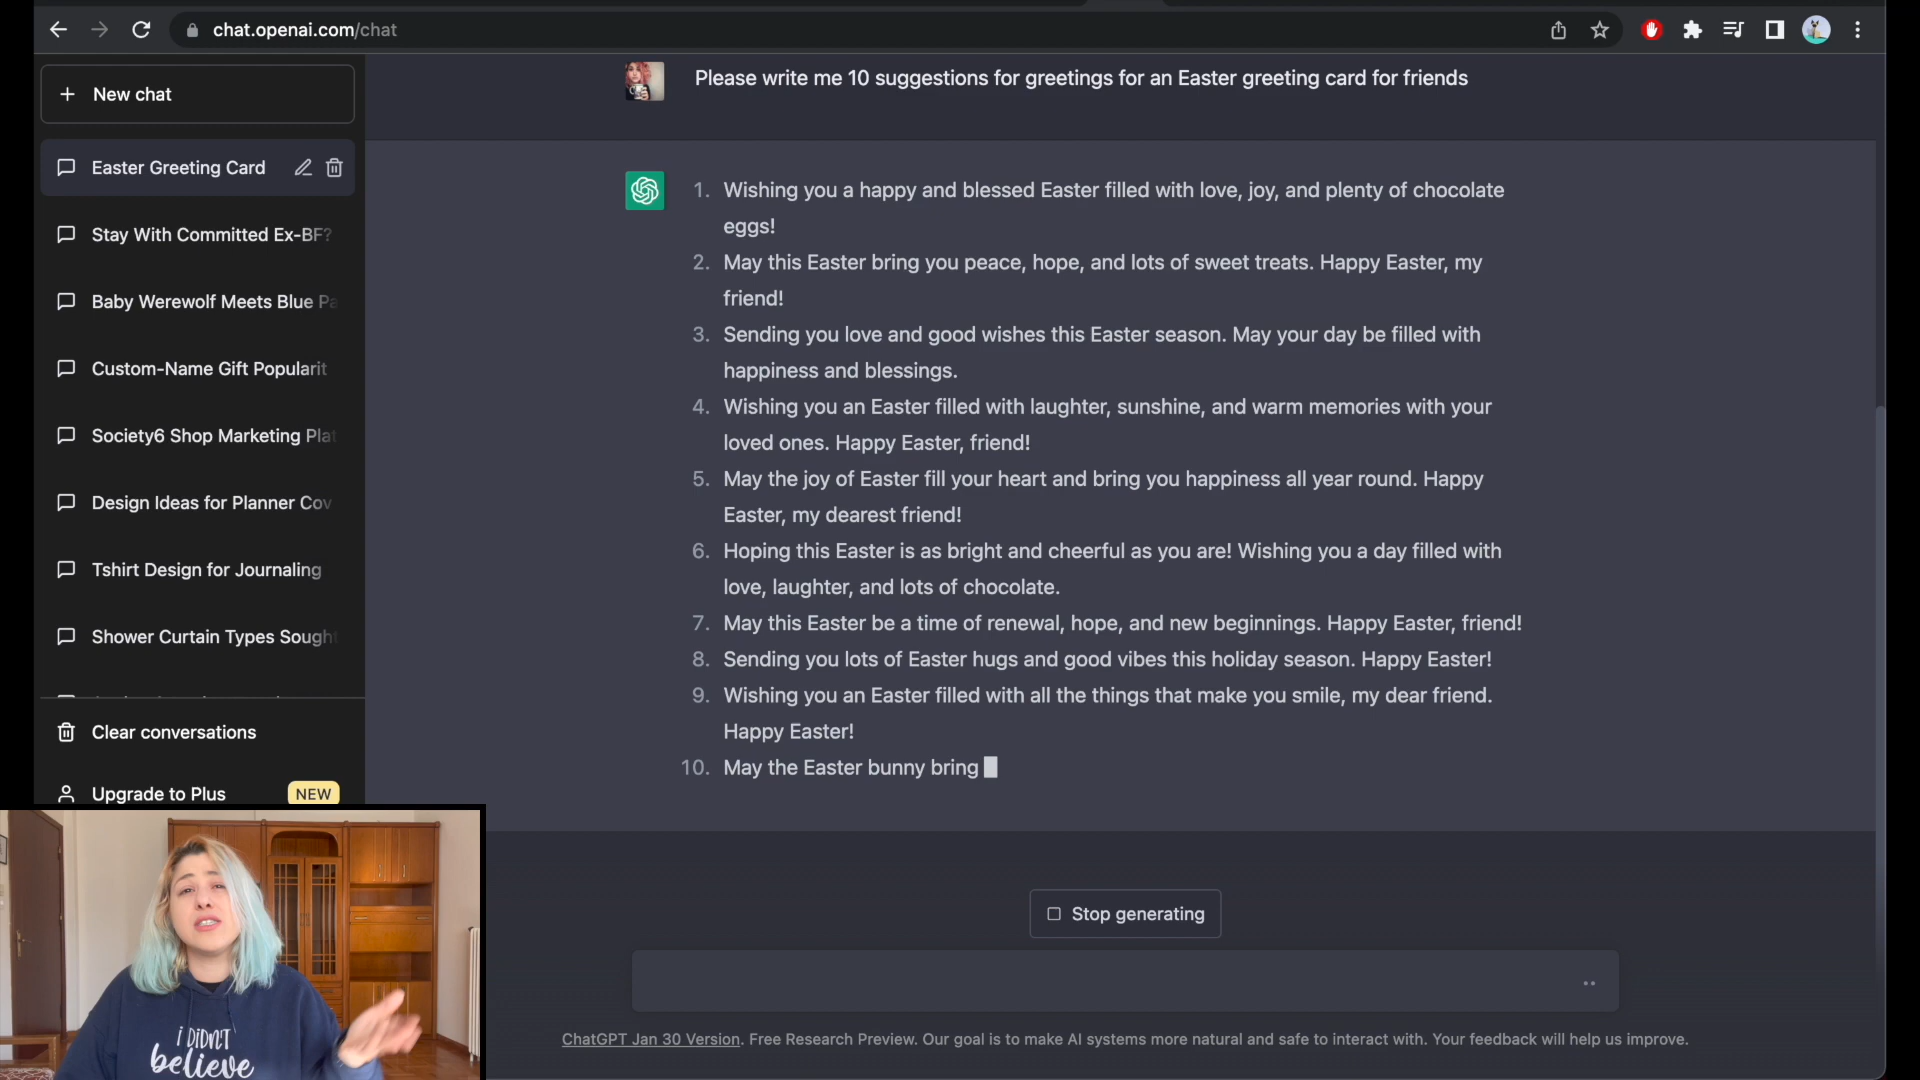 chat.openai.com/chat
New chat
Easter Greeting Card
Stay With Committed Ex-BF?
Baby Werewolf Meets Blue Pa
Custom-Name Gift Popularit
Society6 Shop Marketing Plat
Design Ideas for Planner Cov
Tshirt Design for Journaling
Shower Curtain Types Sought
Clear conversations
Upgrade to Plus NEW
Please write me 10 suggestions for greetings for an Easter greeting card for friends
1. Wishing you a happy and blessed Easter filled with love, joy, and plenty of chocolate
eggs!
2. May this Easter bring you peace, hope, and lots of sweet treats. Happy Easter, my
friend!
3. Sending you love and good wishes this Easter season. May your day be filled with
happiness and blessings.
4. Wishing you an Easter filled with laughter, sunshine, and warm memories with your
loved ones. Happy Easter, friend!
5. May the joy of Easter fill your heart and bring you happiness all year round. Happy
Easter, my dearest friend!
6. Hoping this Easter is as bright and cheerful as you are! Wishing you a day filled with
love, laughter, and lots of chocolate.
7. May this Easter be a time of renewal, hope, and new beginnings. Happy Easter, friend!
8. Sending you lots of Easter hugs and good vibes this holiday season. Happy Easter!
9. Wishing you an Easter filled with all the things that make you smile, my dear friend.
Happy Easter!
10. May the Easter bunny bring
Stop generating
ChatGPT Jan 30 Version. Free Research Preview. Our goal is to make AI systems more natural and safe to interact with. Your feedback will help us improve.
i DiDN'T
believe